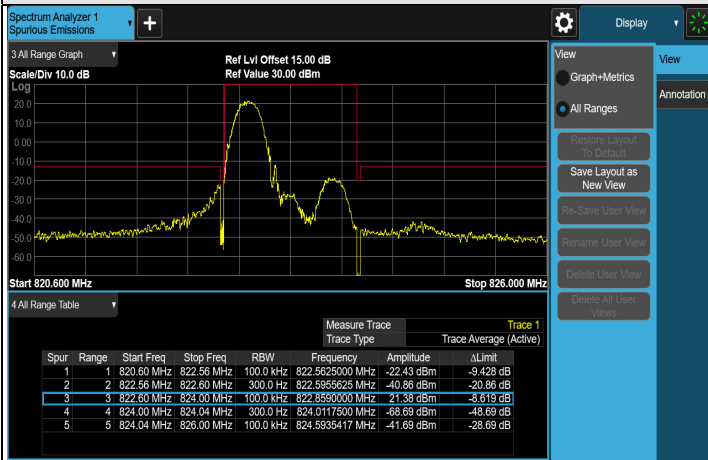 Spectrum Analyzer 1
Spurious Emissions
Display
3 All Range Graph
Ref Lvl Offset 15.00 dB
Scale/Div 10.0 dB
Ref Value 30.00 dBm
Log
20.0
10.0
0.00
-10.0
-20.0
-30.0
-40.0
-50.0
-60.0
Start 820.600 MHz
Stop 826.000 MHz
View
Graph+Metrics
All Ranges
Restore Layout
To Default
Save Layout as
New View
Re-Save User View
Rename User View
Delete User View
Delete All User
Views
View
Annotation
4 All Range Table
Measure Trace Trace 1
Trace Type Trace Average (Active)
Spur Range Start Freq Stop Freq RBW Frequency Amplitude ΔLimit
1 1 820.60 MHz 822.56 MHz 100.0 kHz 822.5625000 MHz -22.43 dBm -9.428 dB
2 2 822.56 MHz 822.60 MHz 300.0 Hz 822.5955625 MHz -40.86 dBm -20.86 dB
3 3 822.60 MHz 824.00 MHz 100.0 kHz 822.8590000 MHz 21.38 dBm -8.619 dB
4 4 824.00 MHz 824.04 MHz 300.0 Hz 824.0117500 MHz -68.69 dBm -48.69 dB
5 5 824.04 MHz 826.00 MHz 100.0 kHz 824.5935417 MHz -41.69 dBm -28.69 dB